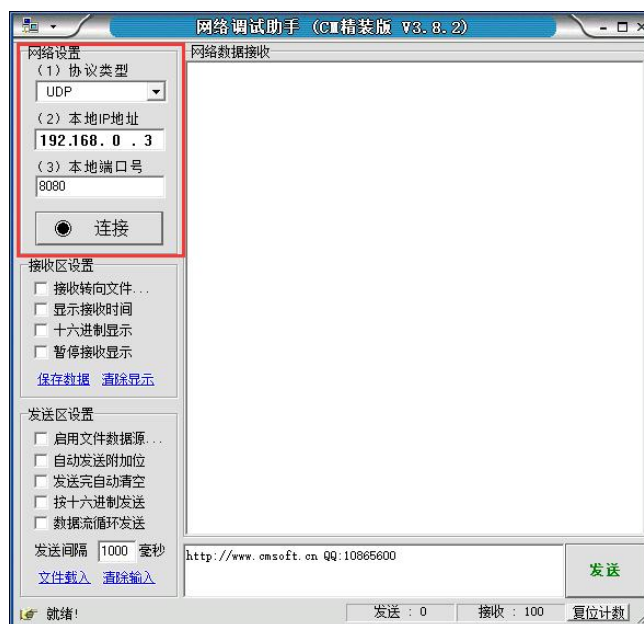 网络调试助手 (CⅢ精装版 V3.8.2)
网络设置
(1) 协议类型
UDP
(2) 本地IP地址
192.168. 0 . 3
(3) 本地端口号
8080
连接
接收区设置
接收转向文件...
显示接收时间
十六进制显示
暂停接收显示
保存数据 清除显示
发送区设置
启用文件数据源...
自动发送附加位
发送完自动清空
按十六进制发送
数据流循环发送
发送间隔 1000 毫秒
文件载入 清除输入
网络数据接收
http://www.cmsoft.cn QQ:10865600
发送
就绪!
发送 : 0
接收 : 100
复位计数